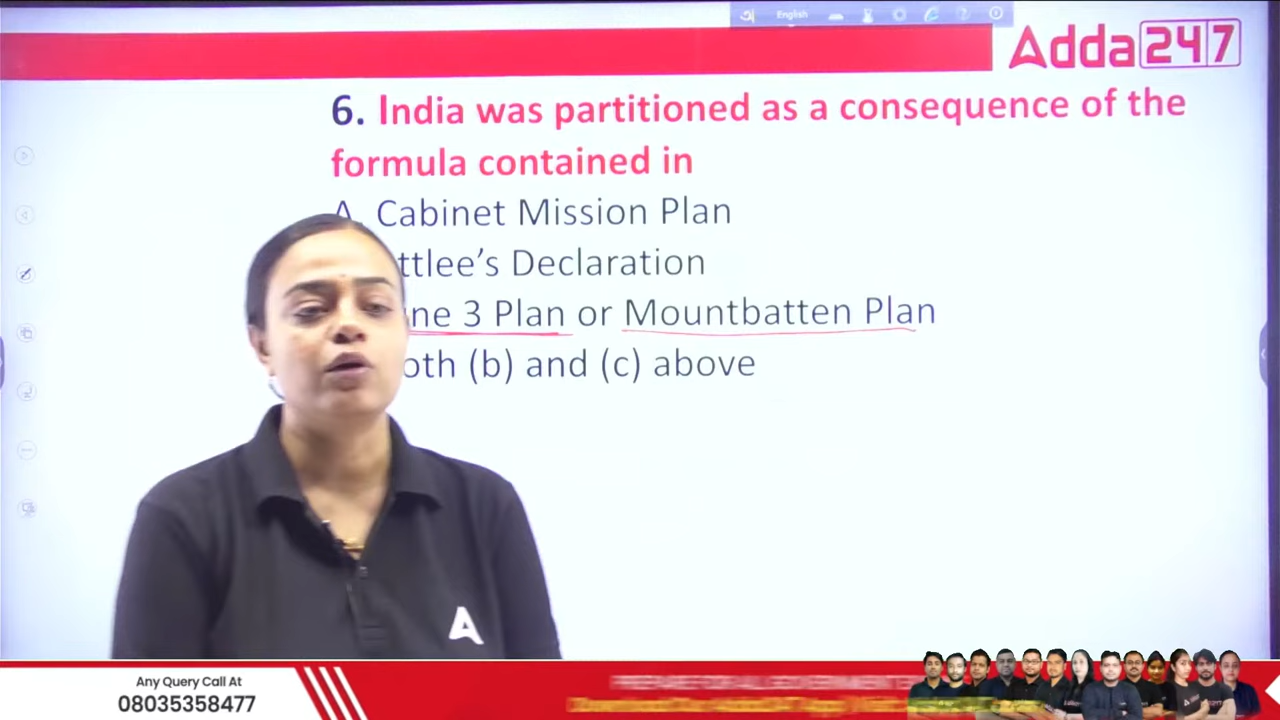 English
Adda247
6. India was partitioned as a consequence of the
formula contained in
A. Cabinet Mission Plan
ttlee's Declaration
ne 3 Plan or Mountbatten Plan
oth (b) and (c) above
Any Query Call At
08035358477